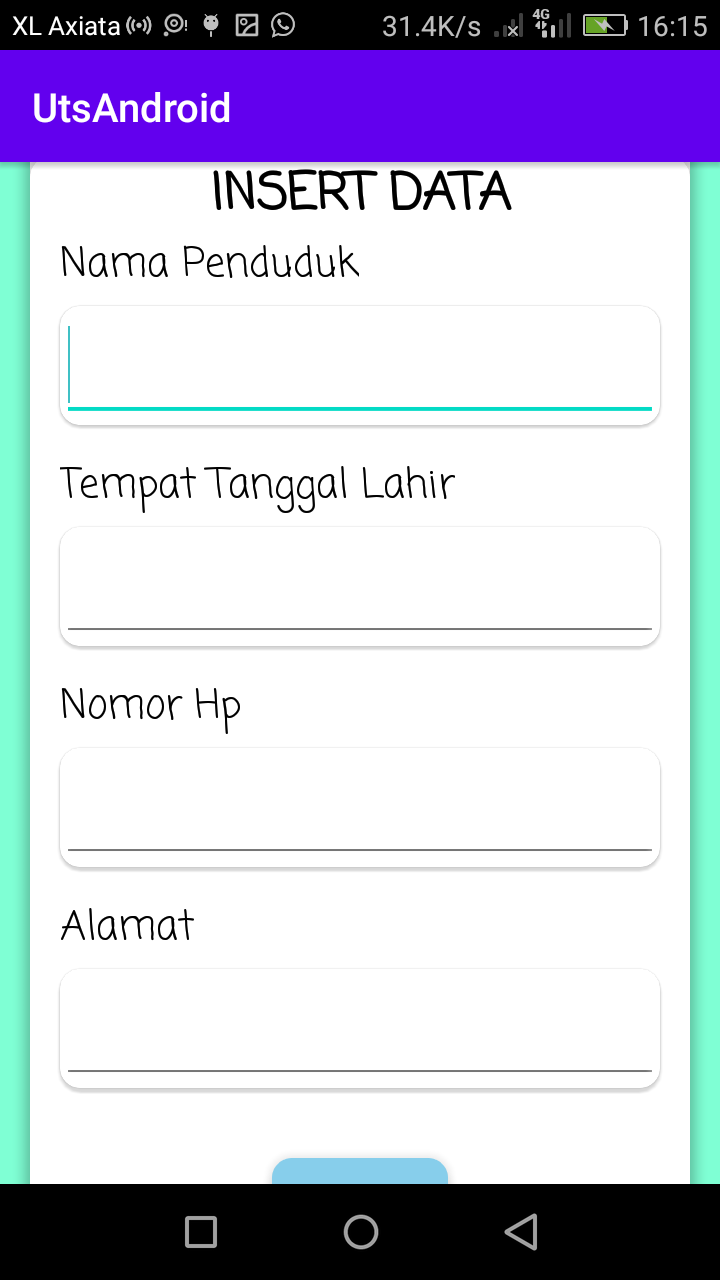 XL Axiata 31.4K/s 4G 16:15
UtsAndroid
INSERT DATA
Nama Penduduk
Tempat Tanggal Lahir
Nomor Hp
Alamat